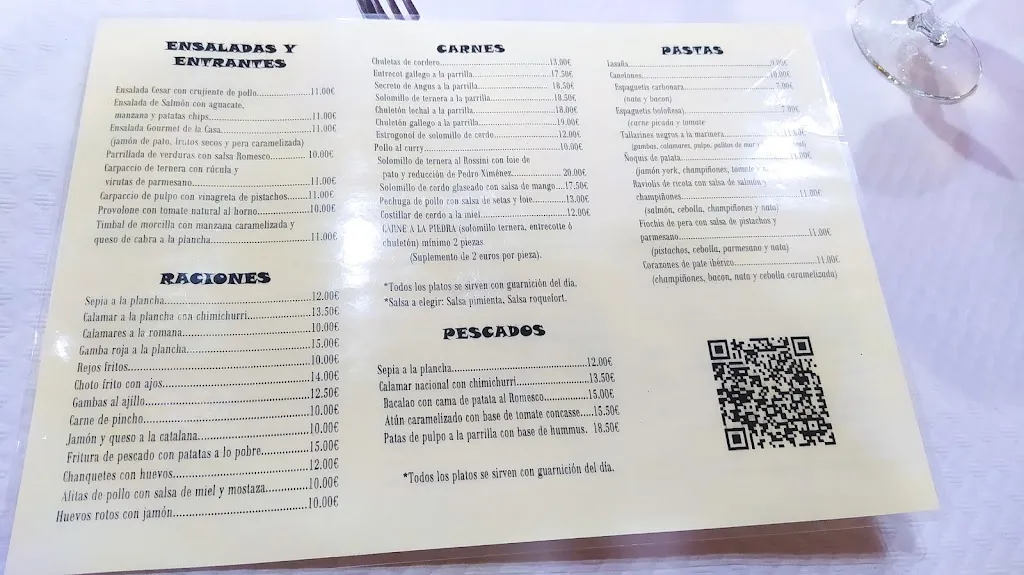 ENSALADAS Y
ENTRANTES
Ensalada Cesar con crujiente de pollo....................11.00€
Ensalada de Salmón con aguacate,
manzana y patatas chips.......................................11.00€
Ensalada Gourmet de la Casa................................11.00€
(jamón de pato, frutos secos y pera caramelizada)
Parrillada de verduras con salsa Romesco............. 10.00€
Carpaccio de ternera con rúcula y
virutas de parmesano............................................11.00€
Carpaccio de pulpo con vinagreta de pistachos.......11.00€
Provolone con tomate natural al horno...................10.00€
Timbal de morcilla con manzana caramelizada y
queso de cabra a la plancha...................................11.00€
RACIONES
Sepia a la plancha..................................................12.00€
Calamar a la plancha con chimichurri.....................13.50€
Calamares a la romana...........................................10.00€
Gamba roja a la plancha.........................................15.00€
Rejos fritos.............................................................10.00€
Choto frito con ajos................................................14.00€
Gambas al ajillo......................................................12.50€
Carne de pincho.....................................................10.00€
Jamón y queso a la catalana...................................10.00€
Fritura de pescado con patatas a lo pobre..............15.00€
Chanquetes con huevos..........................................12.00€
Alitas de pollo con salsa de miel y mostaza............10.00€
Huevos rotos con jamón.........................................10.00€
CARNES
Chuletas de cordero...............................................13.00€
Entrecot gallego a la parrilla..................................17.50€
Secreto de Angus a la parrilla................................ 18.50€
Solomillo de ternera a la parrilla............................18.50€
Chuletón lechal a la parrilla...................................18.00€
Chuletón gallego a la parrilla.................................19.00€
Estrogonof de solomillo de cerdo...........................12.00€
Pollo al curry.........................................................10.00€
Solomillo de ternera al Rossini con foie de
pato y reducción de Pedro Ximénez...................... 20.00€
Solomillo de cerdo glaseado con salsa de mango....17.50€
Pechuga de pollo con salsa de setas y foie..............13.00€
Costillar de cerdo a la miel....................................12.00€
CARNE A LA PIEDRA (solomillo ternera, entrecotte ó
chuletón) mínimo 2 piezas
(Suplemento de 2 euros por pieza).
*Todos los platos se sirven con guarnición del día.
*Salsa a elegir: Salsa pimienta, Salsa roquefort.
PESCADOS
Sepia a la plancha..................................................12.00€
Calamar nacional con chimichurri..........................13.50€
Bacalao con cama de patata al Romesco.................15.00€
Atún caramelizado con base de tomate concasse.....15.50€
Patas de pulpo a la parrilla con base de hummus. 18.50€
*Todos los platos se sirven con guarnición del día.
PASTAS
Lasaña...................................................9.00€
Canelones..............................................10.00€
Espaguetis carbonara.............................7.00€
(nata y bacon)
Espaguetis boloñesa...............................7.00€
(carne picada y tomate
Tallarines negros a la marinera
(gambas, calamares, pulpo, palitos de mar y
Ñoquis de patata...................................11.00€
(jamón york, champiñones, tomate y
Raviolis de ricota con salsa de salmón y
champiñones.........................................11.00€
(salmón, cebolla, champiñones y nata)
Fiochis de pera con salsa de pistachos y
parmesano............................................11.00€
(pistachos, cebolla, parmesano y nata)
Corazones de pate ibérico......................11.00€
(champiñones, bacon, nata y cebolla caramelizada)